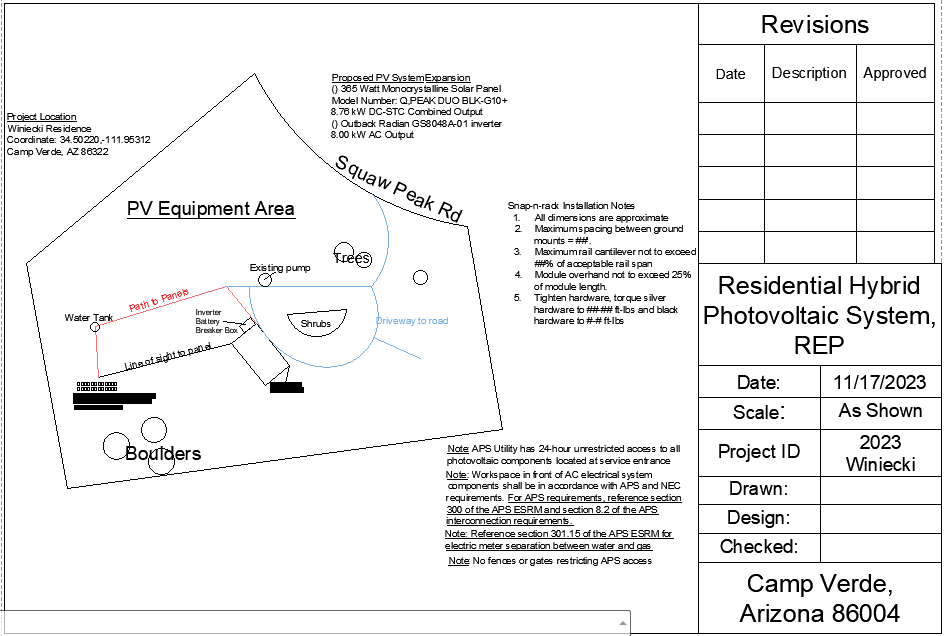 Project Location
Winiecki Residence
Coordinate: 34.50220,-111.95312
Camp Verde, AZ 86322
Proposed PV System Expansion
() 365 Watt Monocrystalline Solar Panel
Model Number: Q,PEAK DUO BLK-G10+
8.76 kW DC-STC Combined Output
() Outback Radian GS8048A-01 inverter
8.00 kW AC Output
Squaw Peak Rd
PV Equipment Area
Trees
Existing pump
Path to Panels
Water Tank
Inverter
Battery
Breaker Box
Shrubs
Driveway to road
Line of sight to panel
Boulders
Snap-n-rack Installation Notes
1. All dimensions are approximate
2. Maximum spacing between ground
mounts = ##'.
3. Maximum rail cantilever not to exceed
##% of acceptable rail span
4. Module overhand not to exceed 25%
of module length.
5. Tighten hardware, torque silver
hardware to ##-## ft-lbs and black
hardware to #-# ft-lbs
Note: APS Utility has 24-hour unrestricted access to all
photovoltaic components located at service entrance
Note: Workspace in front of AC electrical system
components shall be in accordance with APS and NEC
requirements. For APS requirements, reference section
300 of the APS ESRM and section 8.2 of the APS
interconnection requirements.
Note: Reference section 301.15 of the APS ESRM for
electric meter separation between water and gas
Note: No fences or gates restricting APS access
Revisions
Date Description Approved
Residential Hybrid
Photovoltaic System,
REP
Date: 11/17/2023
Scale: As Shown
Project ID 2023
Winiecki
Drawn:
Design:
Checked:
Camp Verde,
Arizona 86004